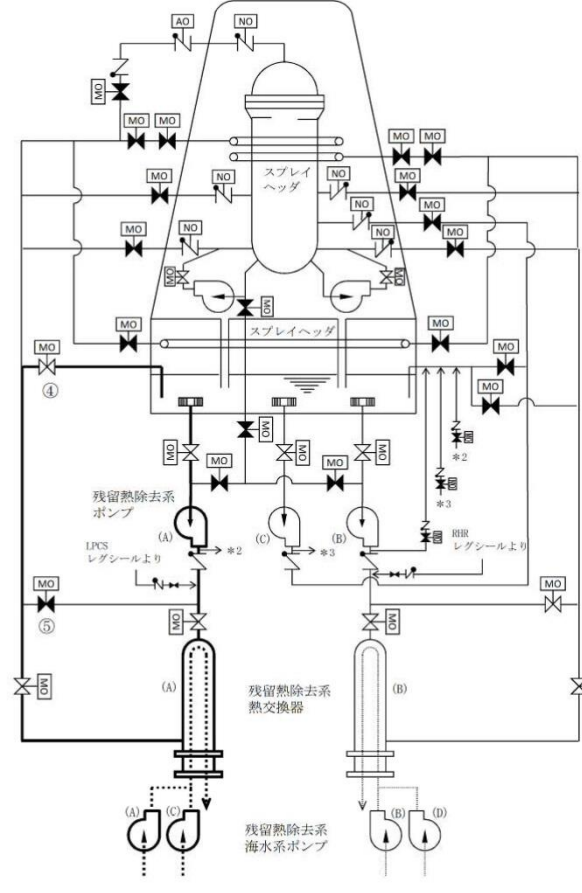 AO NO
MO
MO MO
スプレイ
ヘッダ
MO MO
MO NO
NO MO
NO MO
MO NO
NO MO
MO MO
MO
スプレイヘッダ
MO MO
MO
④
MO
MO
MO MO MO MO
MO MO
*2
*3
残留熱除去系
ポンプ
(A) (C) (B)
LPCS
レグシールより
*2 *3
RHR
レグシールより
MO
⑤
MO
MO MO
MO
(A) (B)
残留熱除去系
熱交換器
(A) (C)
(B) (D)
残留熱除去系
海水系ポンプ